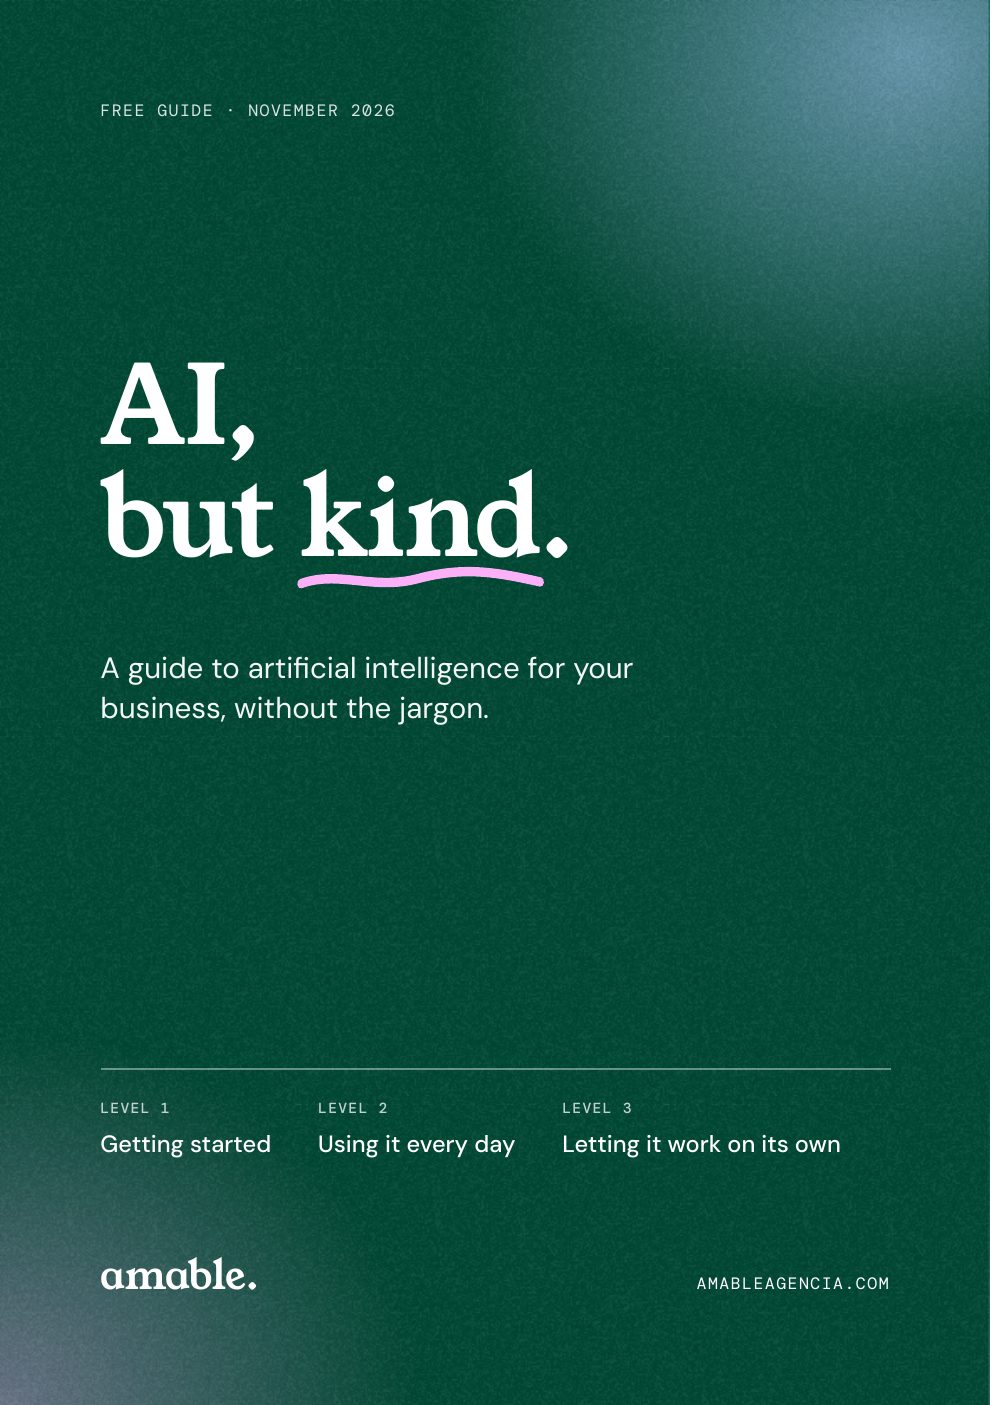 FREE GUIDE · NOVEMBER 2026
AI,
but kind.
A guide to artificial intelligence for your
business, without the jargon.
LEVEL 1
Getting started
LEVEL 2
Using it every day
LEVEL 3
Letting it work on its own
amable.
AMABLEAGENCIA.COM